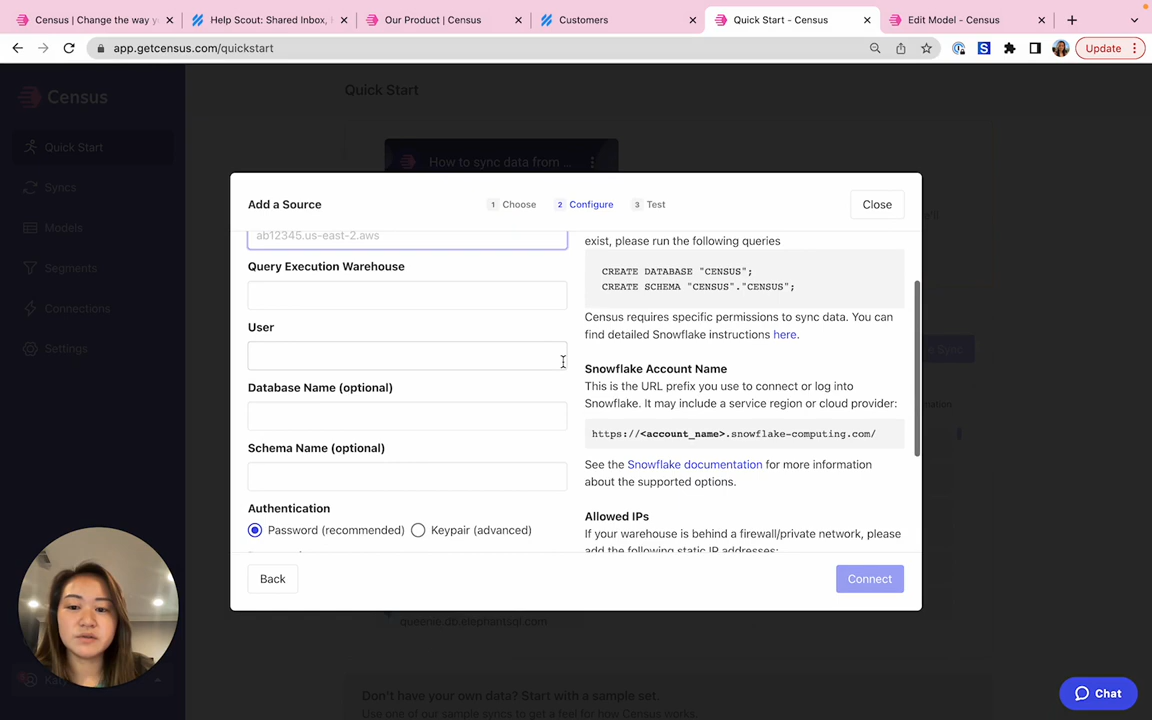 Census | Change the way y
Help Scout: Shared Inbox,
Our Product | Census
Customers
Quick Start - Census
Edit Model - Census
app.getcensus.com/quickstart
Update
Census
Quick Start
Quick Start
Syncs
Models
Segments
Connections
Settings
How to sync data from ...
Add a Source
1 Choose
2 Configure
3 Test
Close
ab12345.us-east-2.aws
Query Execution Warehouse
User
Database Name (optional)
Schema Name (optional)
Authentication
Password (recommended)
Keypair (advanced)
exist, please run the following queries
CREATE DATABASE "CENSUS";
CREATE SCHEMA "CENSUS"."CENSUS";
Census requires specific permissions to sync data. You can
find detailed Snowflake instructions here.
Snowflake Account Name
This is the URL prefix you use to connect or log into
Snowflake. It may include a service region or cloud provider:
https://<account_name>.snowflake-computing.com/
See the Snowflake documentation for more information
about the supported options.
Allowed IPs
If your warehouse is behind a firewall/private network, please
add the following static IP addresses:
Back
Connect
queenie.db.elephantsql.com
Don't have your own data? Start with a sample set.
Use one of our sample syncs to get a feel for how Census works.
Chat